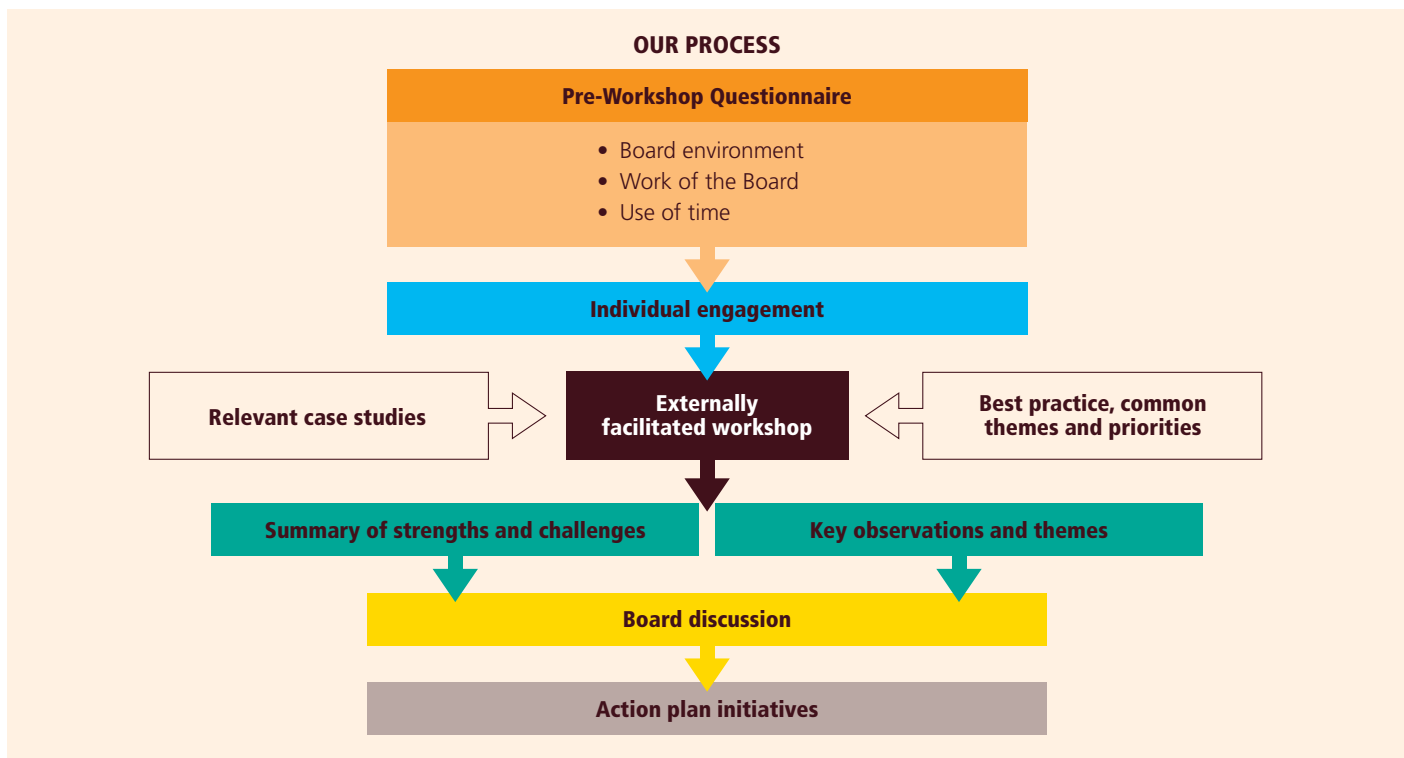 OUR PROCESS
Pre-Workshop Questionnaire
• Board environment
• Work of the Board
• Use of time
Individual engagement
Relevant case studies
Externally
facilitated workshop
Best practice, common
themes and priorities
Summary of strengths and challenges
Key observations and themes
Board discussion
Action plan initiatives